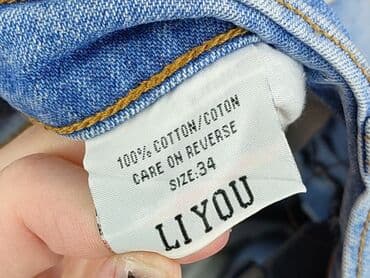 100% COTTON/COTON
CARE ON REVERSE
SIZE:34
LIYOU